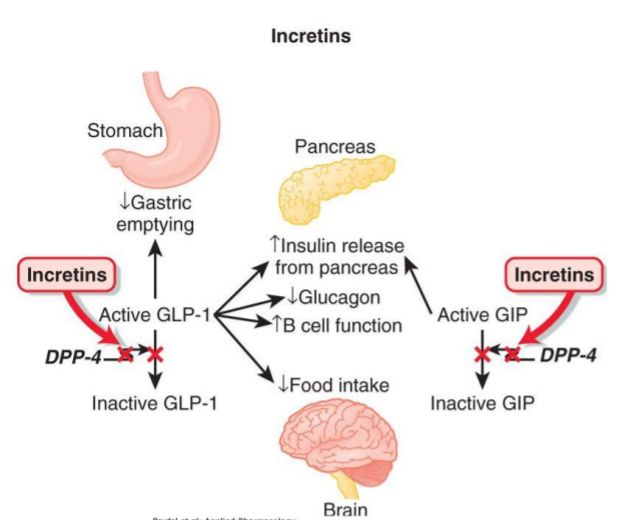 Incretins
Stomach
Pancreas
↓Gastric
emptying
↑Insulin release
from pancreas
Incretins
Incretins
↓Glucagon
Active GLP-1
Active GIP
↑B cell function
DPP-4
DPP-4
↓Food intake
Inactive GLP-1
Inactive GIP
Brain